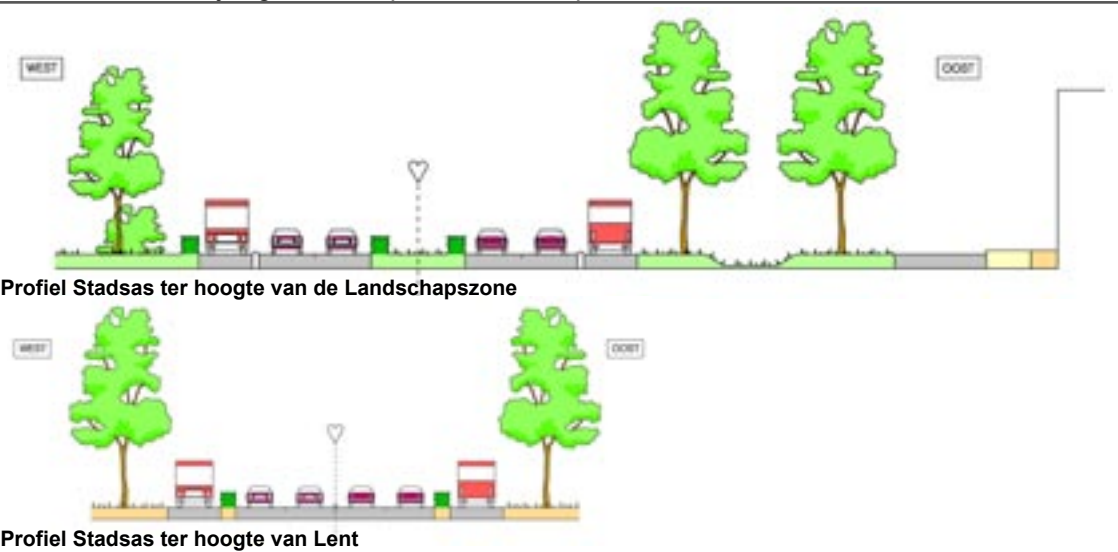 WEST
OOST
Profiel Stadsas ter hoogte van de Landschapszone
WEST
OOST
Profiel Stadsas ter hoogte van Lent